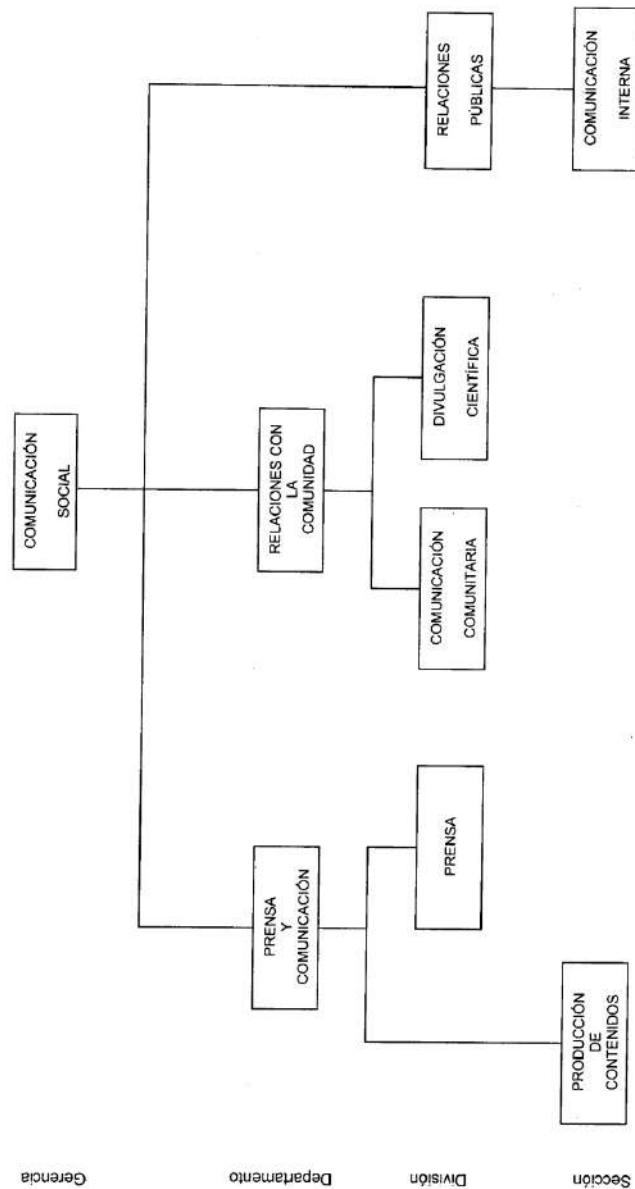 Gerencia
COMUNICACIÓN
SOCIAL
Departamento
PRENSA
Y
COMUNICACIÓN
RELACIONES CON
LA
COMUNIDAD
División
PRENSA
COMUNICACIÓN
COMUNITARIA
DIVULGACIÓN
CIENTÍFICA
RELACIONES
PÚBLICAS
Sección
PRODUCCIÓN
DE
CONTENIDOS
COMUNICACIÓN
INTERNA